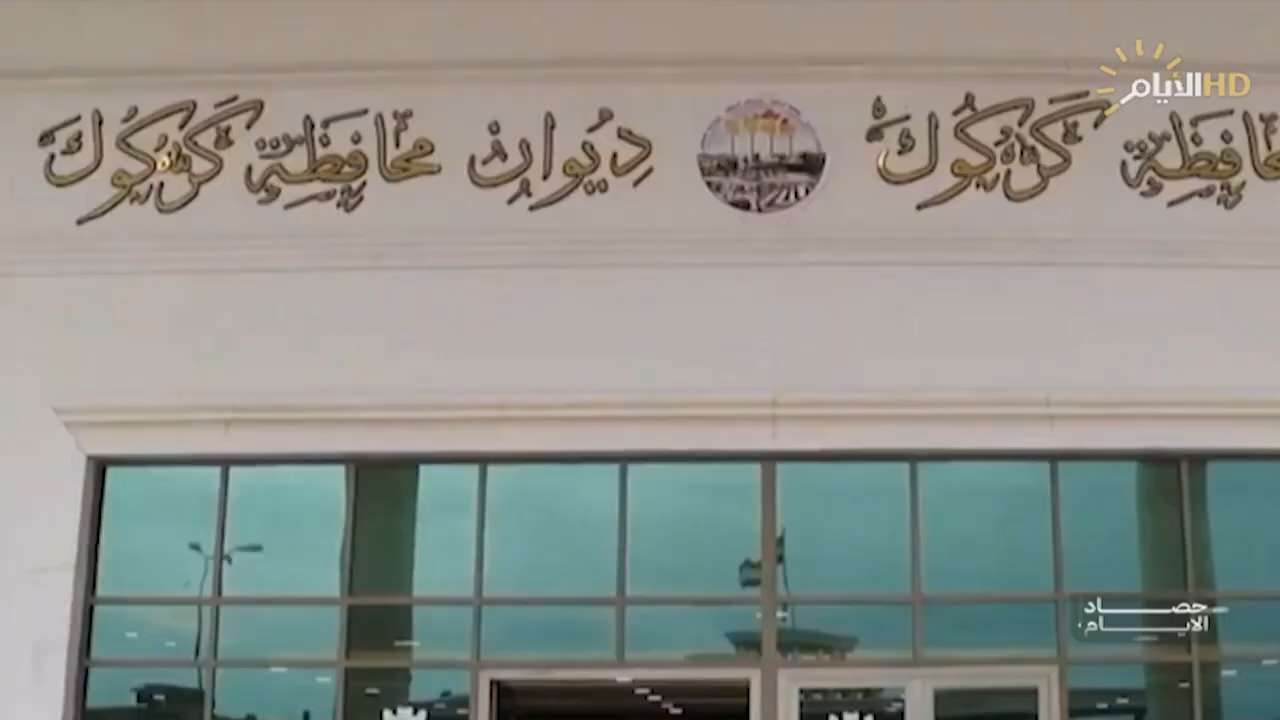 الأيام HD
ديوان محافظة كركوك
محافظة كركوك
حصاد
الأيام